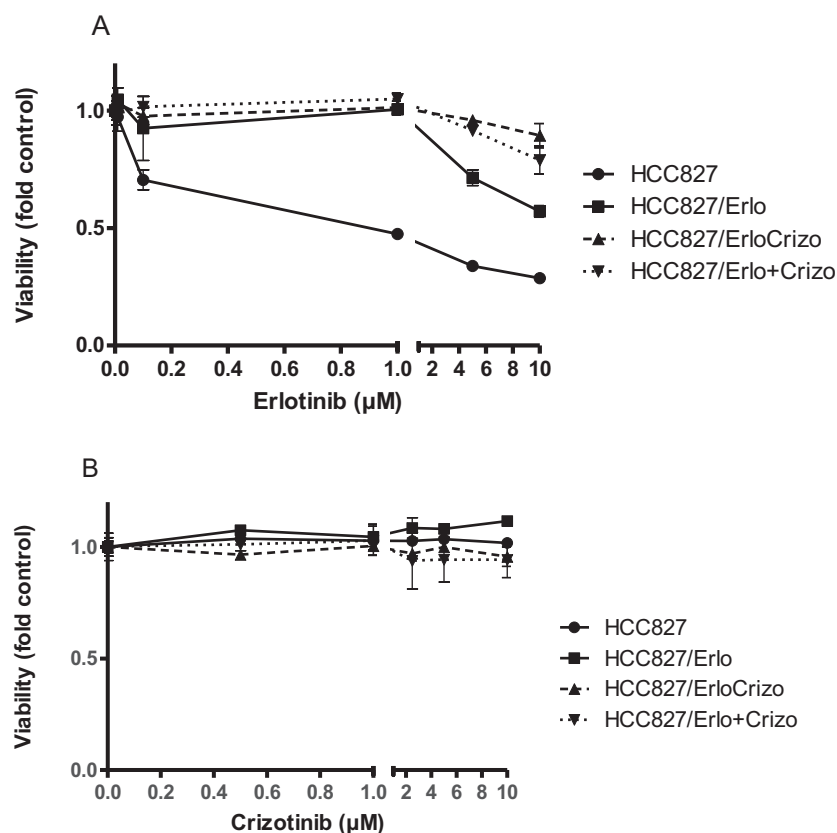 A
Viability (fold control)
1.0
0.5
0.0
0.0 0.2 0.4 0.6 0.8 1.0 2 4 6 8 10
Erlotinib (µM)
HCC827
HCC827/Erlo
HCC827/ErloCrizo
HCC827/Erlo+Crizo
B
Viability (fold control)
1.0
0.5
0.0
0.0 0.2 0.4 0.6 0.8 1.0 2 4 6 8 10
Crizotinib (µM)
HCC827
HCC827/Erlo
HCC827/ErloCrizo
HCC827/Erlo+Crizo